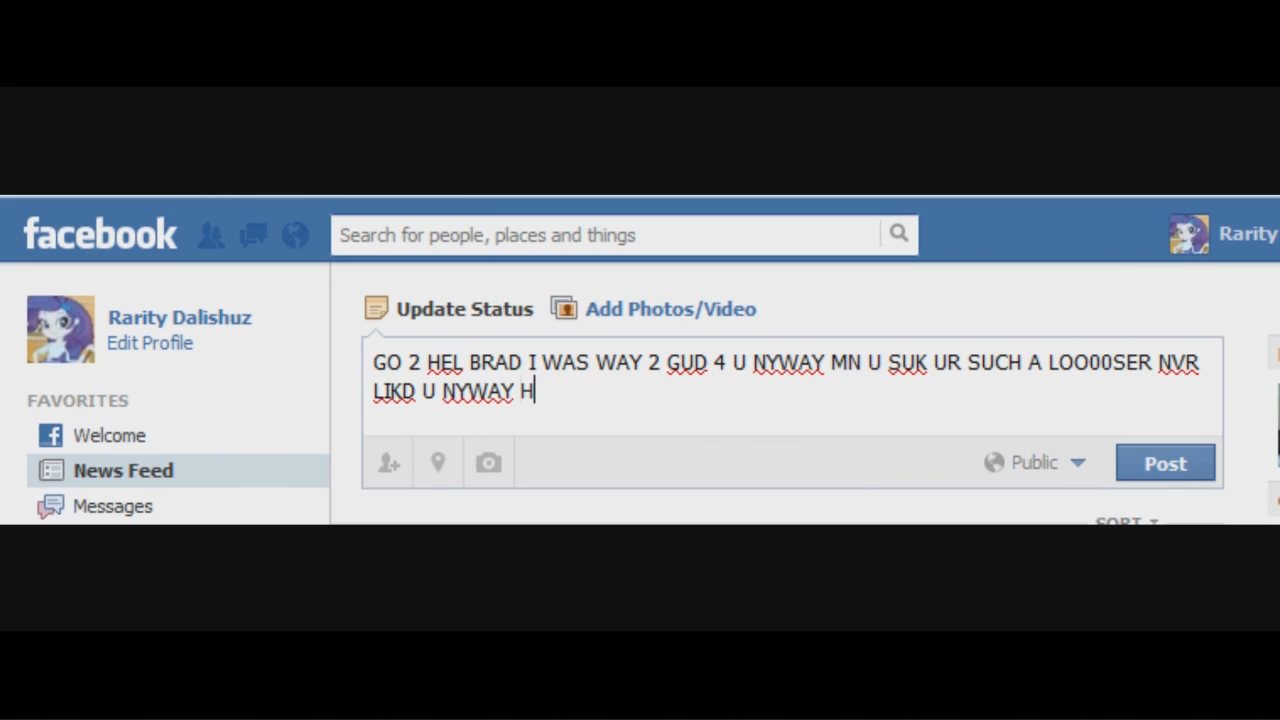 facebook
Search for people, places and things
Rarity
Rarity Dalishuz
Edit Profile
FAVORITES
Welcome
News Feed
Messages
Update Status
Add Photos/Video
GO 2 HEL BRAD I WAS WAY 2 GUD 4 U NYWAY MN U SUK UR SUCH A LOO00SER NVR
LIKD U NYWAY H
Public
Post
SORT